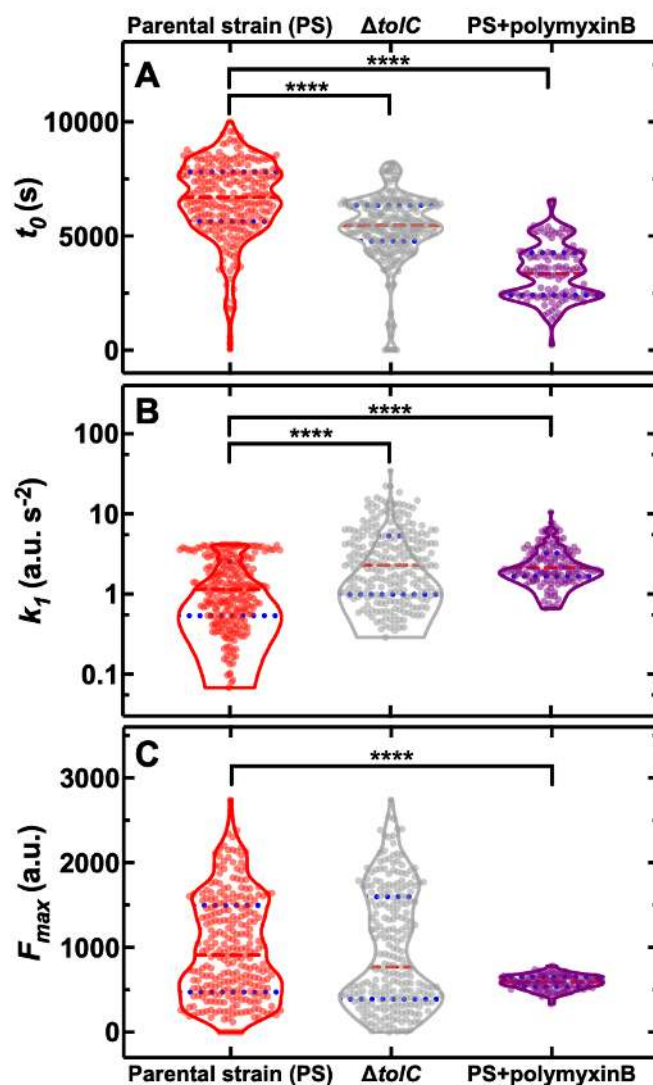 Parental strain (PS) ΔtolC PS+polymyxinB
A
****
****
10000
5000
0
t0 (s)
B
****
****
100
10
1
0.1
k1 (a.u. s-2)
C
****
3000
2000
1000
0
Fmax (a.u.)
Parental strain (PS) ΔtolC PS+polymyxinB